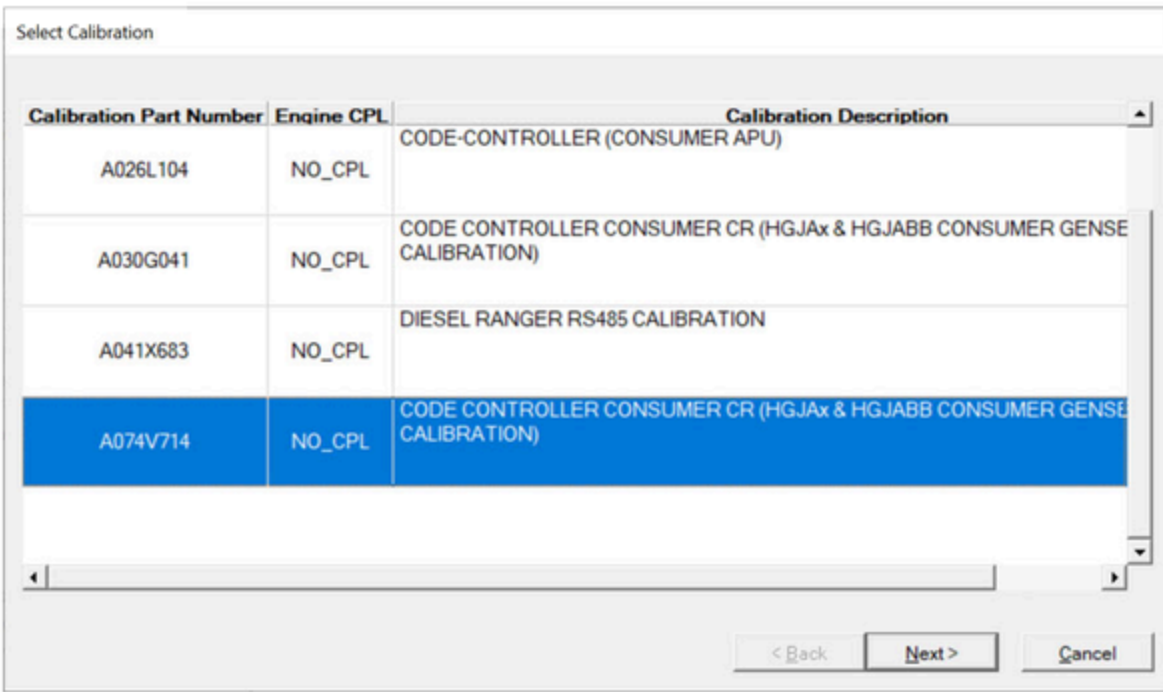 Select Calibration
Calibration Part Number Engine CPL Calibration Description
A026L104 NO_CPL CODE-CONTROLLER (CONSUMER APU)
A030G041 NO_CPL CODE CONTROLLER CONSUMER CR (HGJAx & HGJABB CONSUMER GENSE
CALIBRATION)
A041X683 NO_CPL DIESEL RANGER RS485 CALIBRATION
A074V714 NO_CPL CODE CONTROLLER CONSUMER CR (HGJAx & HGJABB CONSUMER GENSE
CALIBRATION)
< Back Next > Cancel